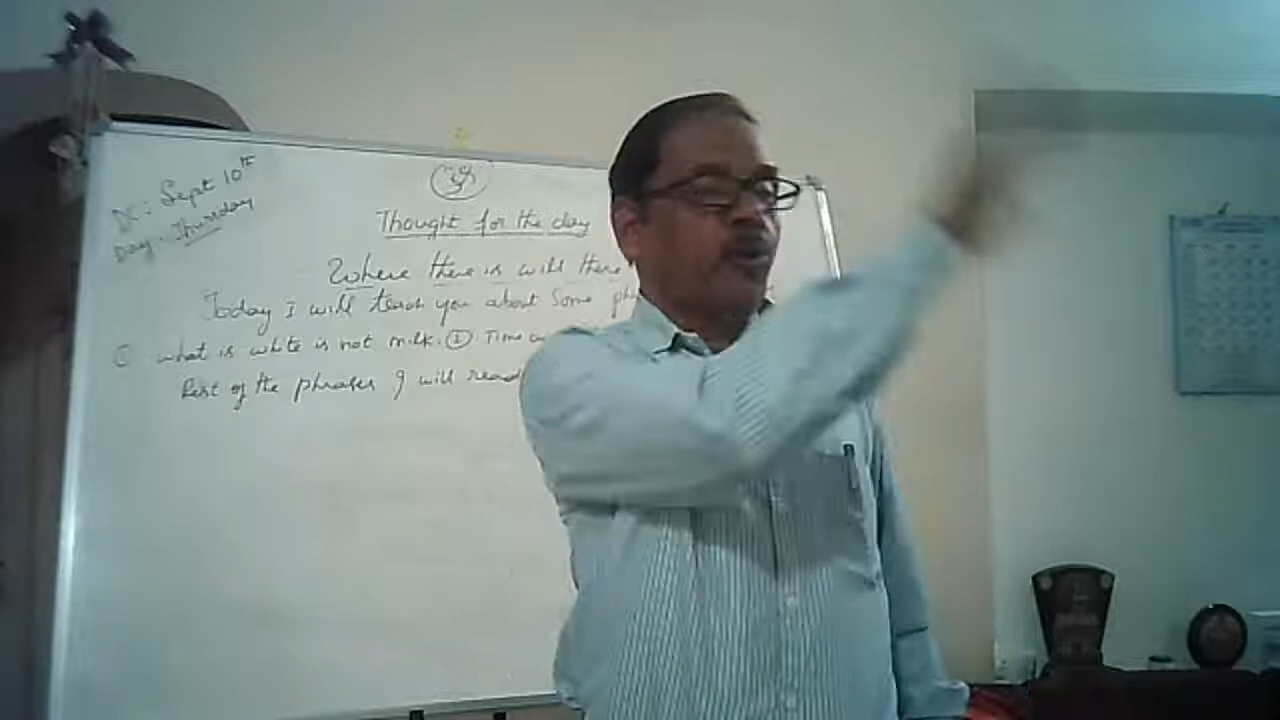 Dt: Sept 10th
Day: Thursday
ॐ
Thought for the day
Where there is will there
Today I will teach you about Some
what is white is not milk. ② Time
Rest of the phrases I will read